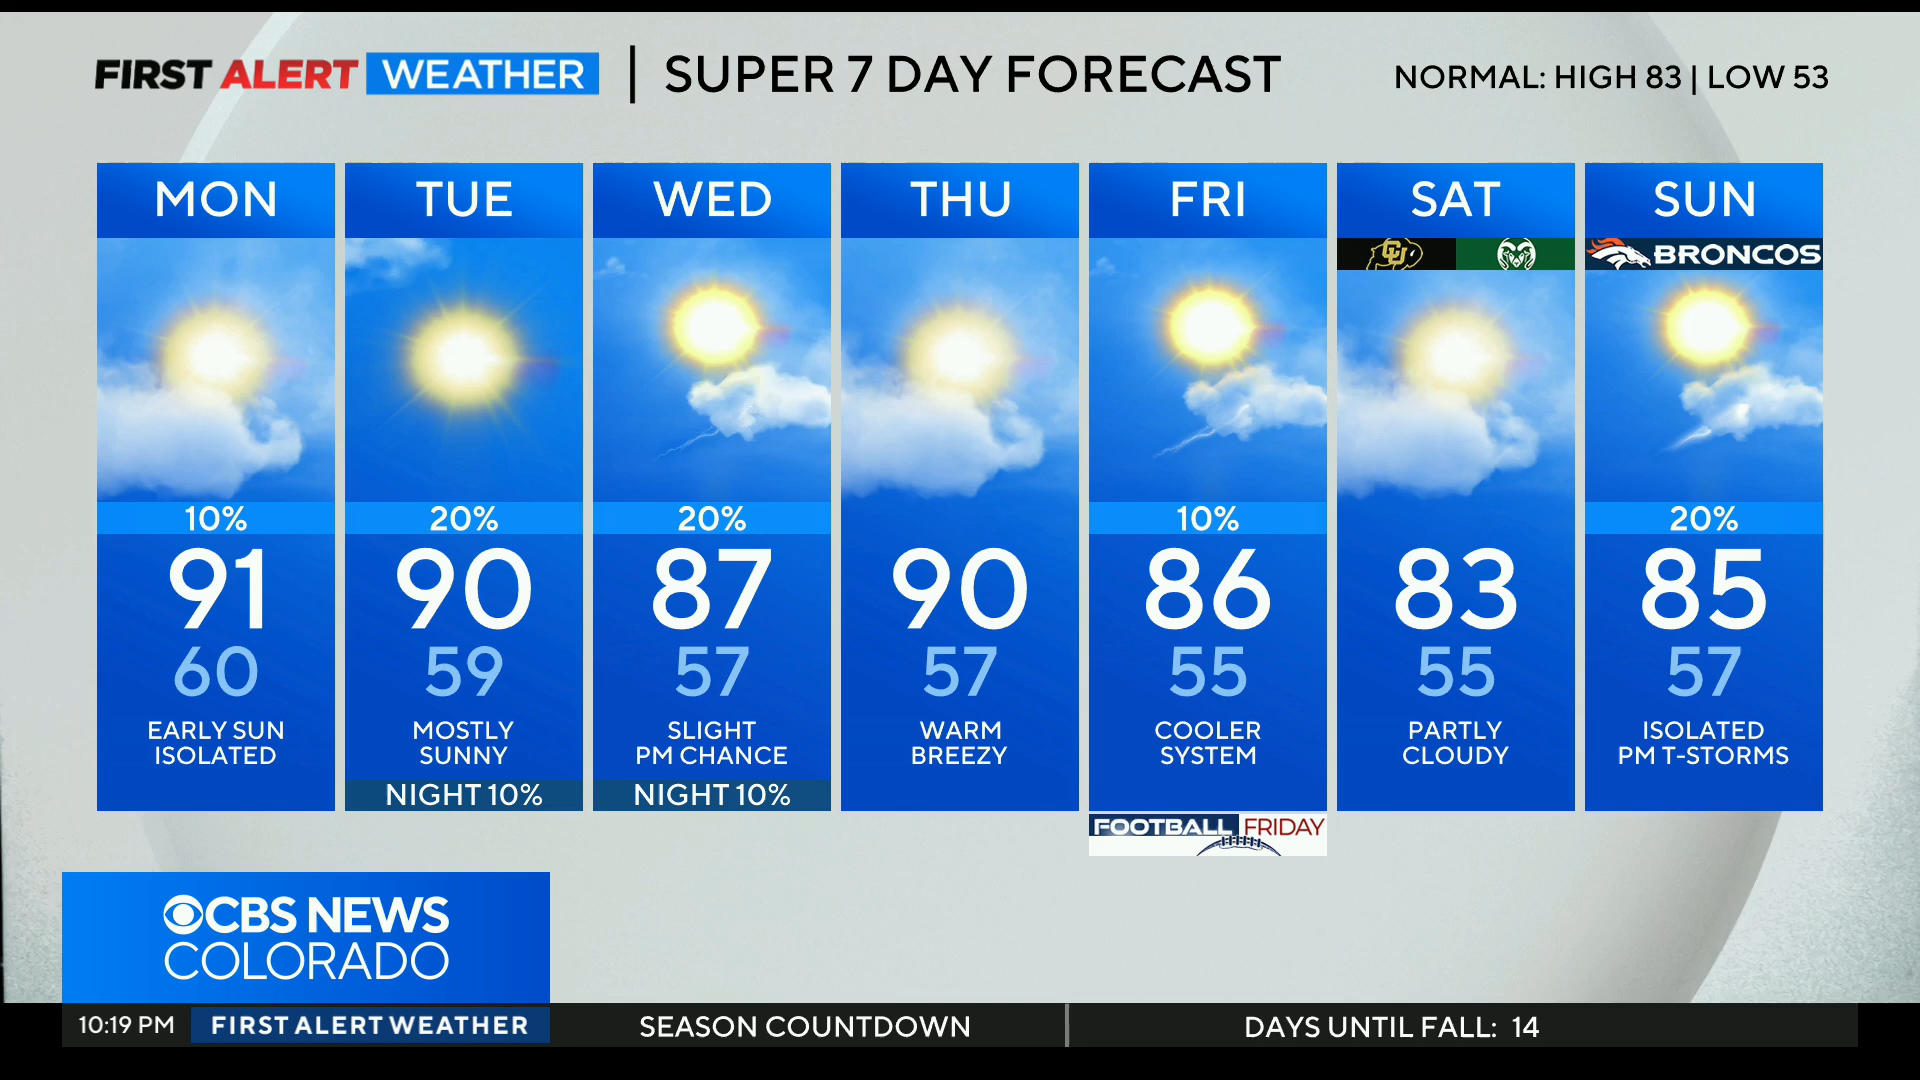 FIRST ALERT WEATHER | SUPER 7 DAY FORECAST
NORMAL: HIGH 83 | LOW 53
MON
10%
91
60
EARLY SUN
ISOLATED
TUE
20%
90
59
MOSTLY
SUNNY
NIGHT 10%
WED
20%
87
57
SLIGHT
PM CHANCE
NIGHT 10%
THU
90
57
WARM
BREEZY
FRI
10%
86
55
COOLER
SYSTEM
FOOTBALL FRIDAY
SAT
CU
83
55
PARTLY
CLOUDY
SUN
BRONCOS
20%
85
57
ISOLATED
PM T-STORMS
CBS NEWS
COLORADO
10:19 PM FIRST ALERT WEATHER SEASON COUNTDOWN DAYS UNTIL FALL: 14